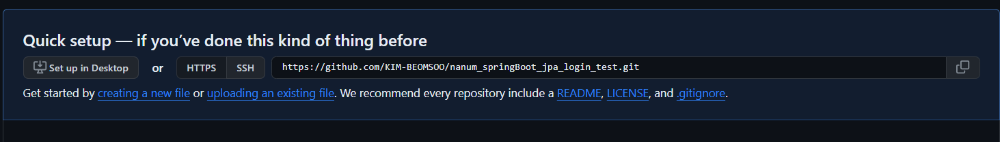 Quick setup — if you’ve done this kind of thing before
Set up in Desktop or HTTPS SSH https://github.com/KIM-BEOMSOO/nanum_springBoot_jpa_login_test.git
Get started by creating a new file or uploading an existing file. We recommend every repository include a README, LICENSE, and .gitignore.